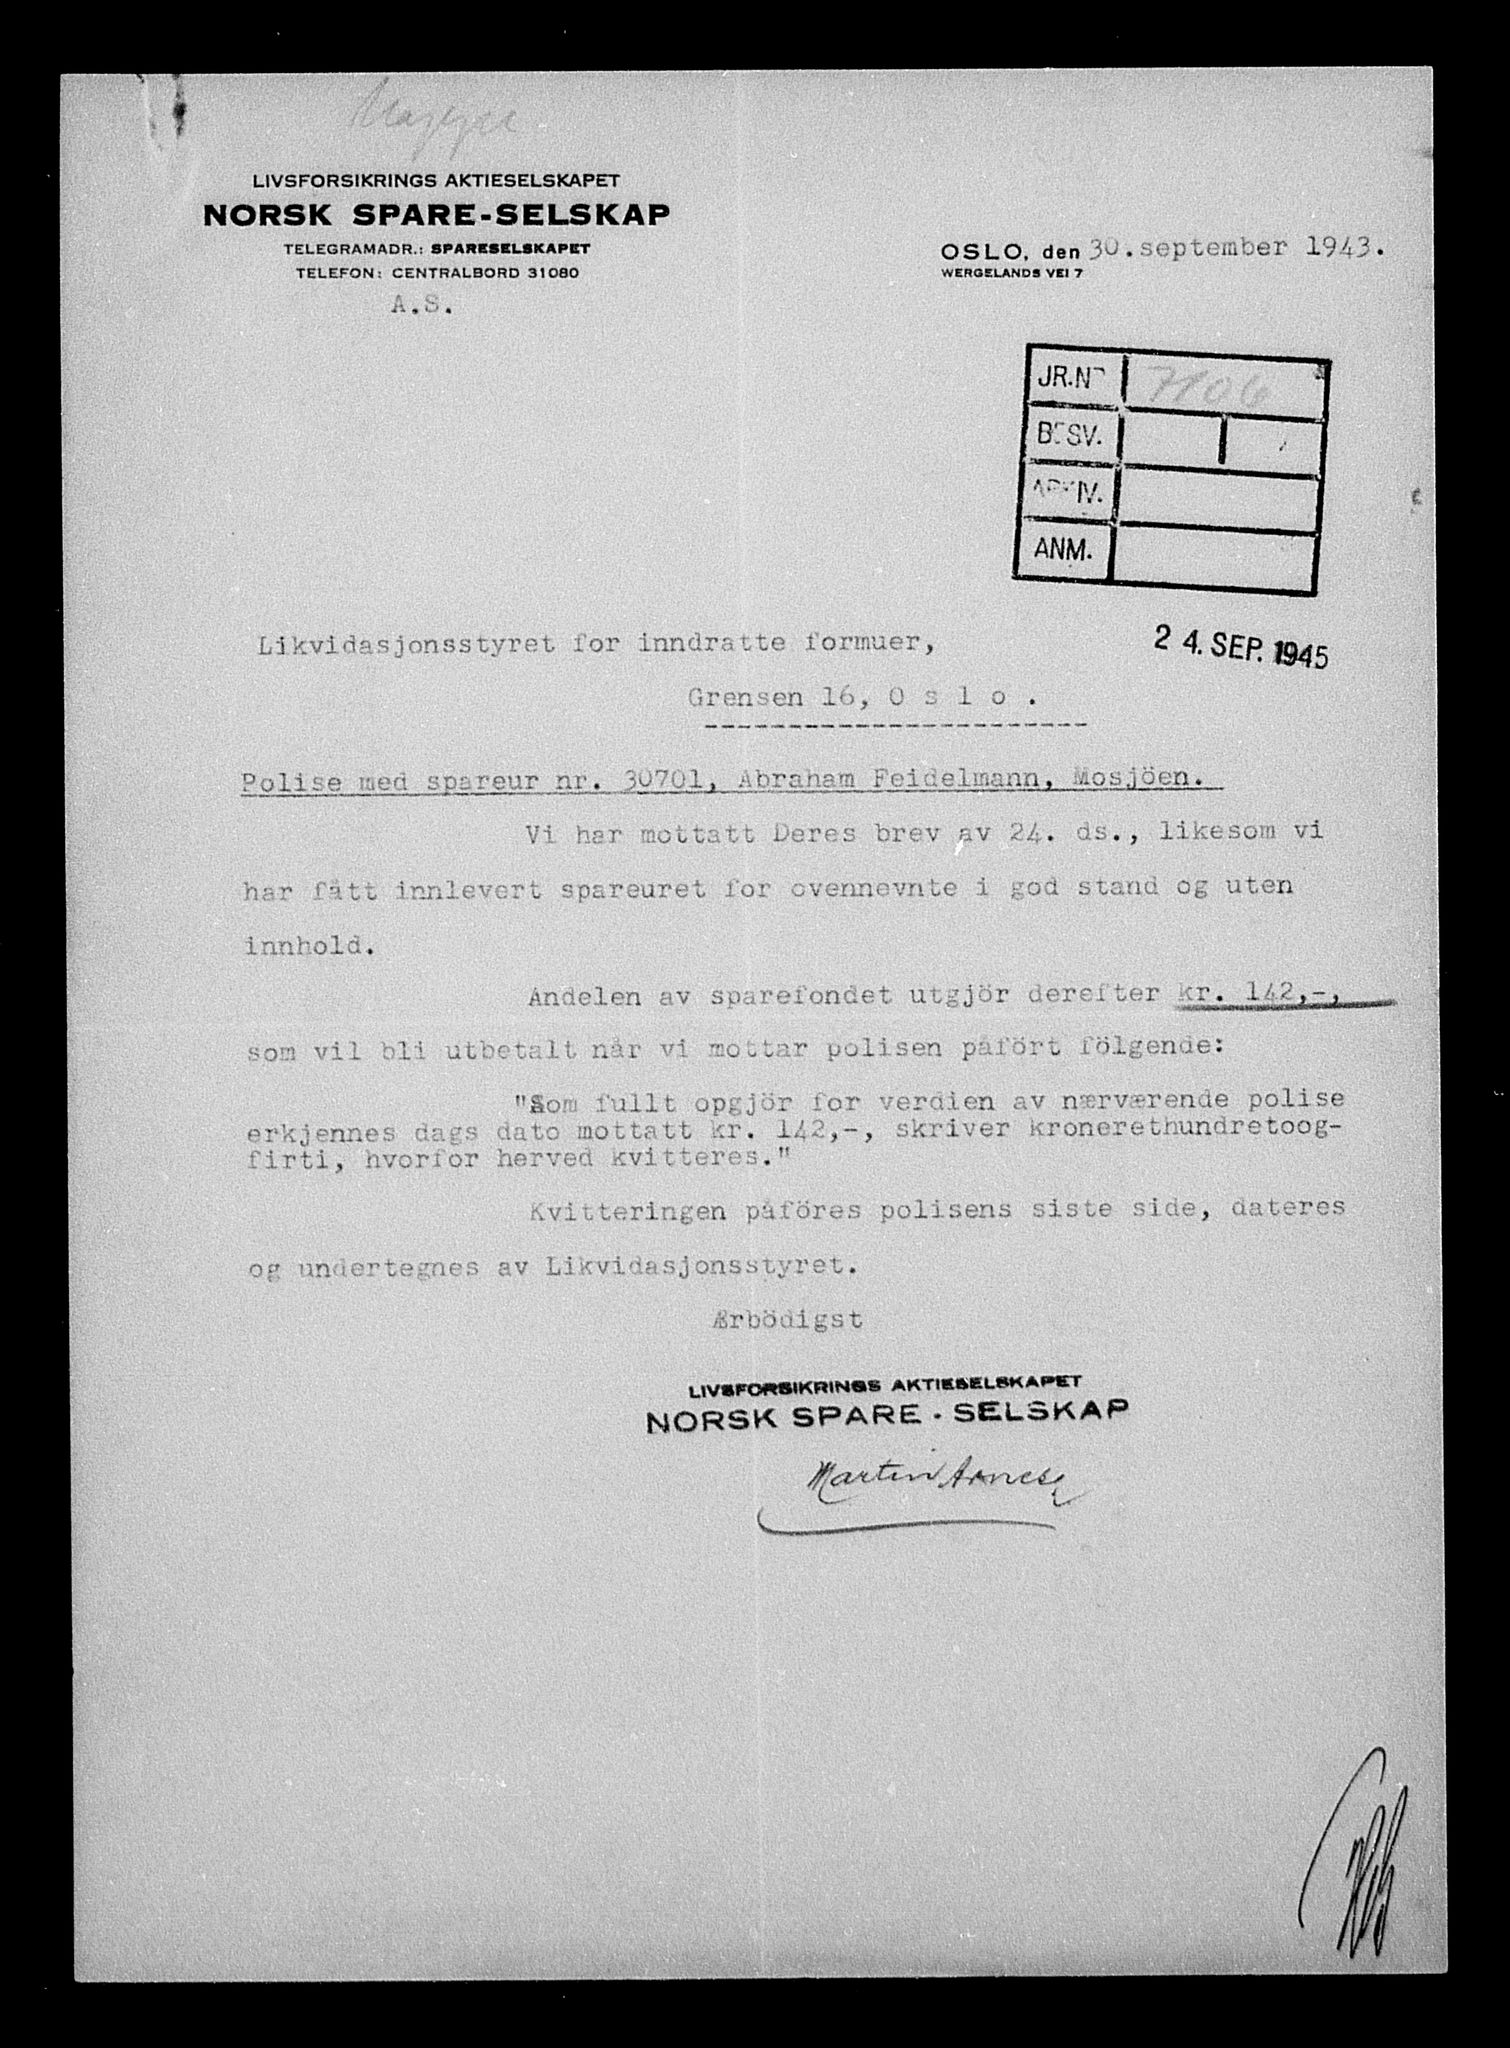 LIVSFORSIKRINGS AKTIESELSKAPET
NORSK SPARE-SELSKAP
TELEGRAMADR.: SPARESELSKAPET
TELEFON: CENTRALBORD 31080
A.S.
OSLO, den 30.september 1943.
WERGELANDS VEI 7
JR.NR 7106
BESV.
ARKIV.
ANM.
24. SEP. 1945
Likvidasjonsstyret for inndratte formuer,
Grensen 16, O s l o .
Polise med spareur nr. 30701, Abraham Feidelmann, Mosjöen.
Vi har mottatt Deres brev av 24. ds., likesom vi
har fått innlevert spareuret for ovennevnte i god stand og uten
innhold.
Andelen av sparefondet utgjör derefter kr. 142,-,
som vil bli utbetalt når vi mottar polisen påfört fölgende:
"Som fullt opgjör for verdien av nærværende polise
erkjennes dags dato mottatt kr. 142,-, skriver kronerethundretoog-
firti, hvorfor herved kvitteres."
Kvitteringen påföres polisens siste side, dateres
og undertegnes av Likvidasjonsstyret.
Ærbödigst
LIVSFORSIKRINGS AKTIESELSKAPET
NORSK SPARE-SELSKAP
Martin